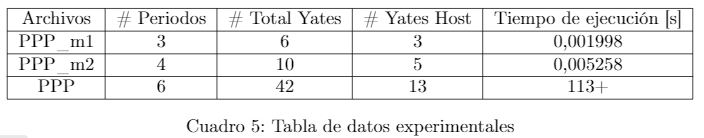 Archivos # Periodos # Total Yates # Yates Host Tiempo de ejecución [s]
PPP_m1 3 6 3 0,001998
PPP_m2 4 10 5 0,005258
PPP 6 42 13 113+
Cuadro 5: Tabla de datos experimentales